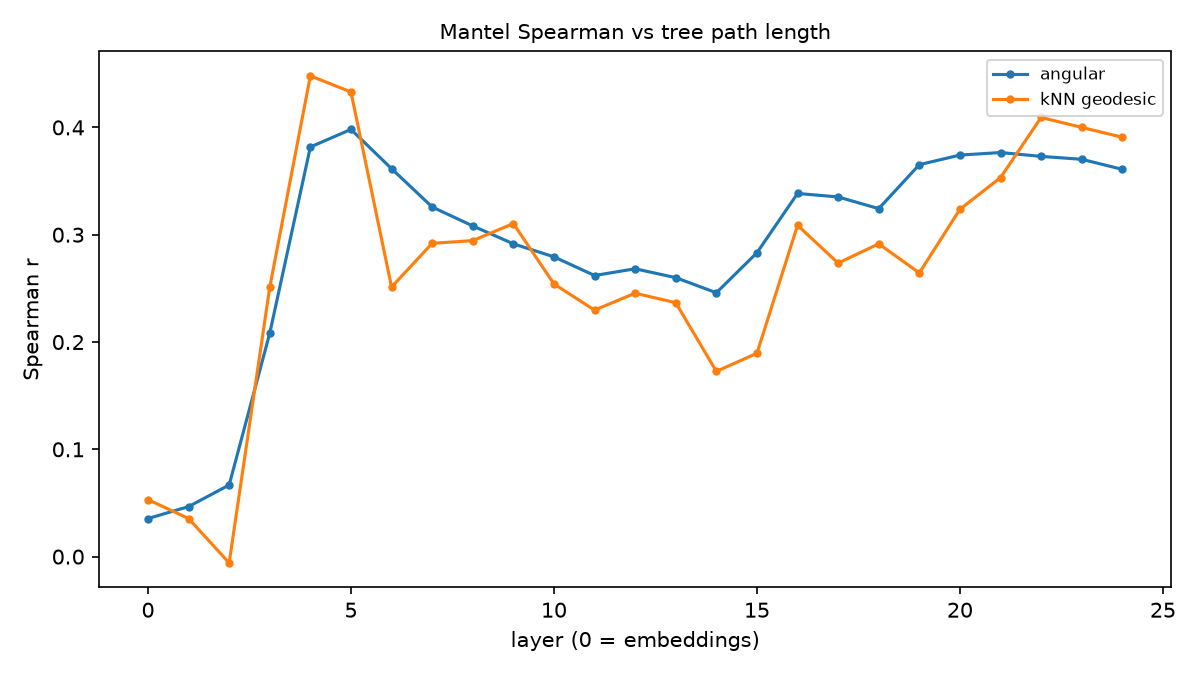 Mantel Spearman vs tree path length
angular
kNN geodesic
Spearman r
0.4
0.3
0.2
0.1
0.0
0 5 10 15 20 25
layer (0 = embeddings)